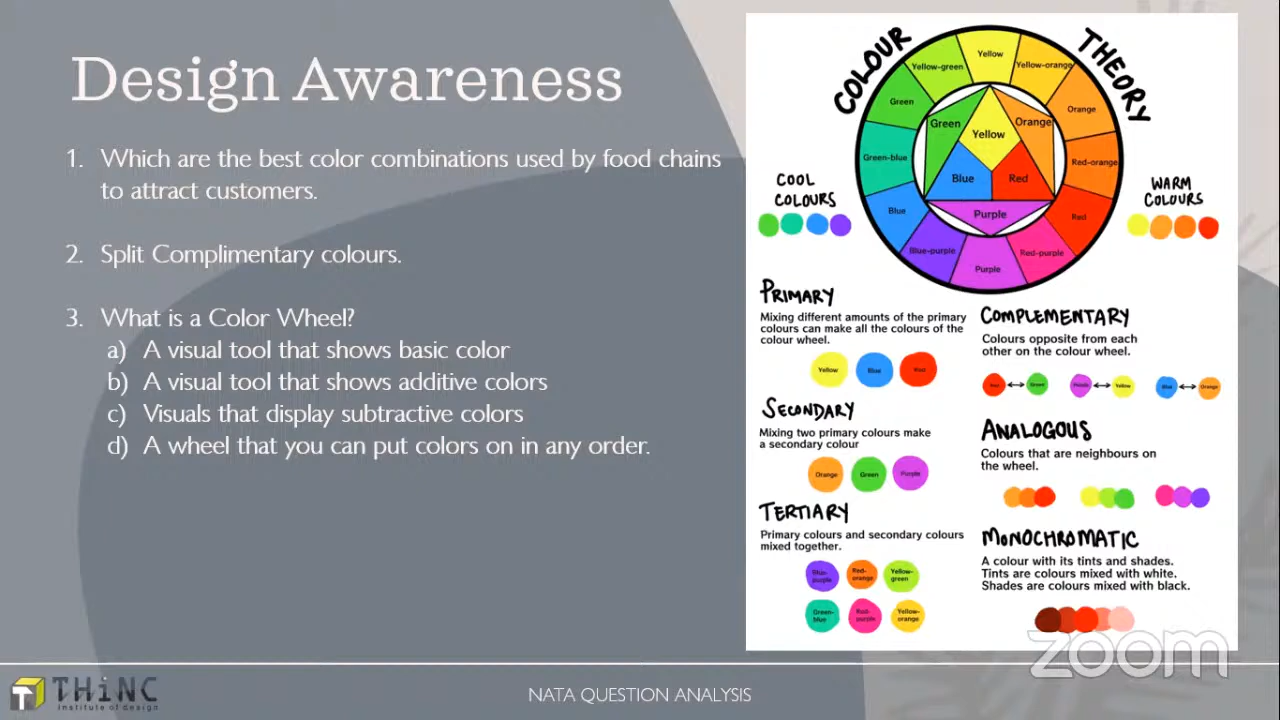 Design Awareness
1. Which are the best color combinations used by food chains
to attract customers.
2. Split Complimentary colours.
3. What is a Color Wheel?
a) A visual tool that shows basic color
b) A visual tool that shows additive colors
c) Visuals that display subtractive colors
d) A wheel that you can put colors on in any order.
COLOUR
THEORY
Yellow
Yellow-orange
Orange
Red-orange
Red
Red-purple
Purple
Blue-purple
Blue
Green-blue
Green
Yellow-green
Green
Orange
Yellow
Blue
Red
Purple
COOL
COLOURS
WARM
COLOURS
PRIMARY
Mixing different amounts of the primary
colours can make all the colours of the
colour wheel.
Yellow
Blue
Red
SECONDARY
Mixing two primary colours make
a secondary colour
Orange
Green
Purple
TERTIARY
Primary colours and secondary colours
mixed together.
Blue-
purple
Red-
orange
Yellow-
green
Green-
blue
Red-
purple
Yellow-
orange
COMPLEMENTARY
Colours opposite from each
other on the colour wheel.
Red
Green
Purple
Yellow
Blue
Orange
ANALOGOUS
Colours that are neighbours on
the wheel.
MONOCHROMATIC
A colour with its tints and shades.
Tints are colours mixed with white.
Shades are colours mixed with black.
zoom
THiNC
Institute of design
NATA QUESTION ANALYSIS